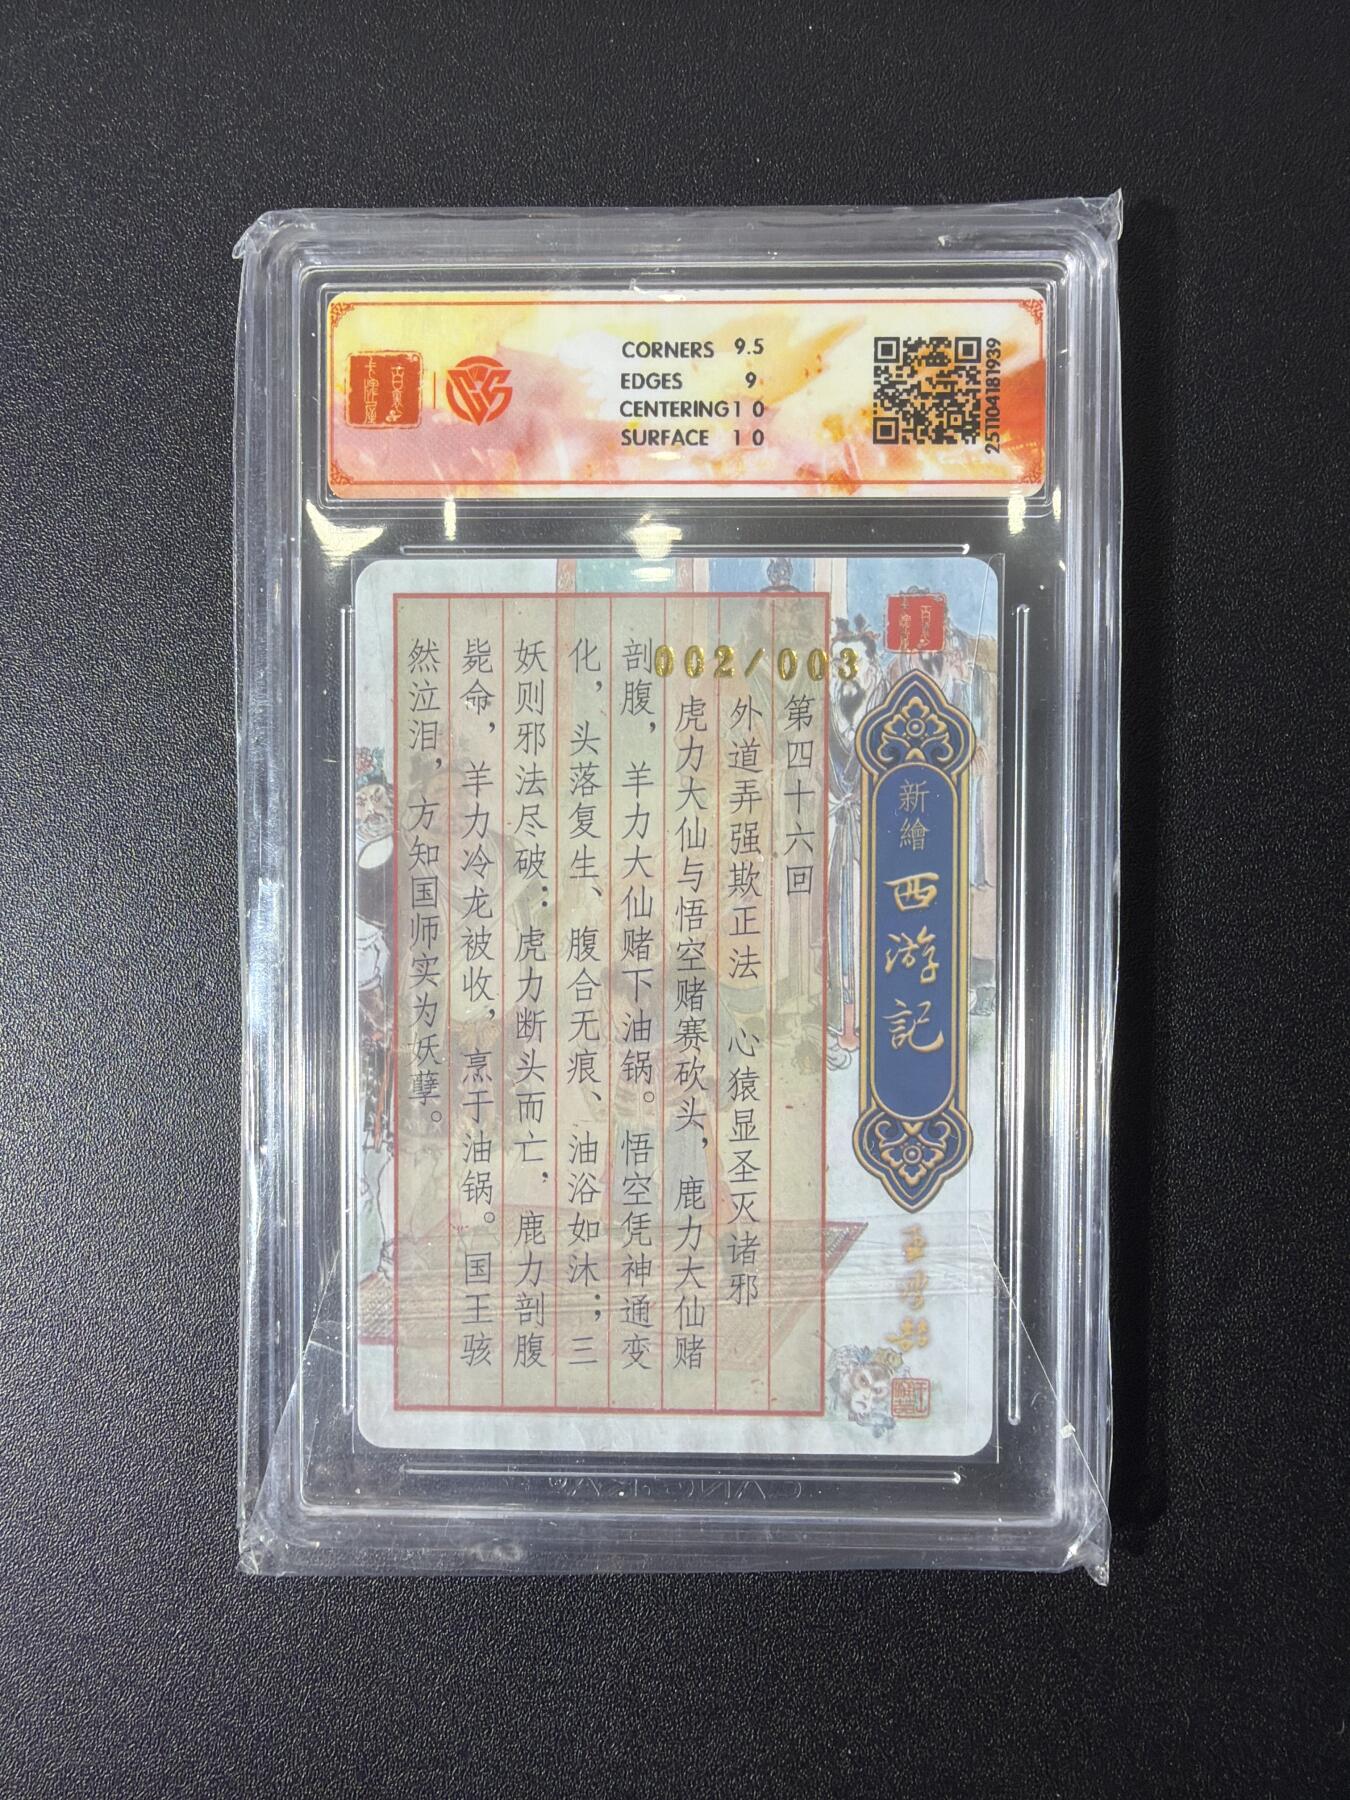 CORNERS 9.5
EDGES 9
CENTERING 10
SURFACE 10
251104181939
002/003
新繪
西游記
第四十六回
外道弄强欺正法 心猿显圣灭诸邪
虎力大仙与悟空赌赛砍头，鹿力大仙赌
剖腹，羊力大仙赌下油锅。悟空凭神通变
化，头落复生、腹合无痕、油浴如沐；三
妖则邪法尽破：虎力断头而亡，鹿力剖腹
毙命，羊力冷龙被收，烹于油锅。国王骇
然泣泪，方知国师实为妖孽。